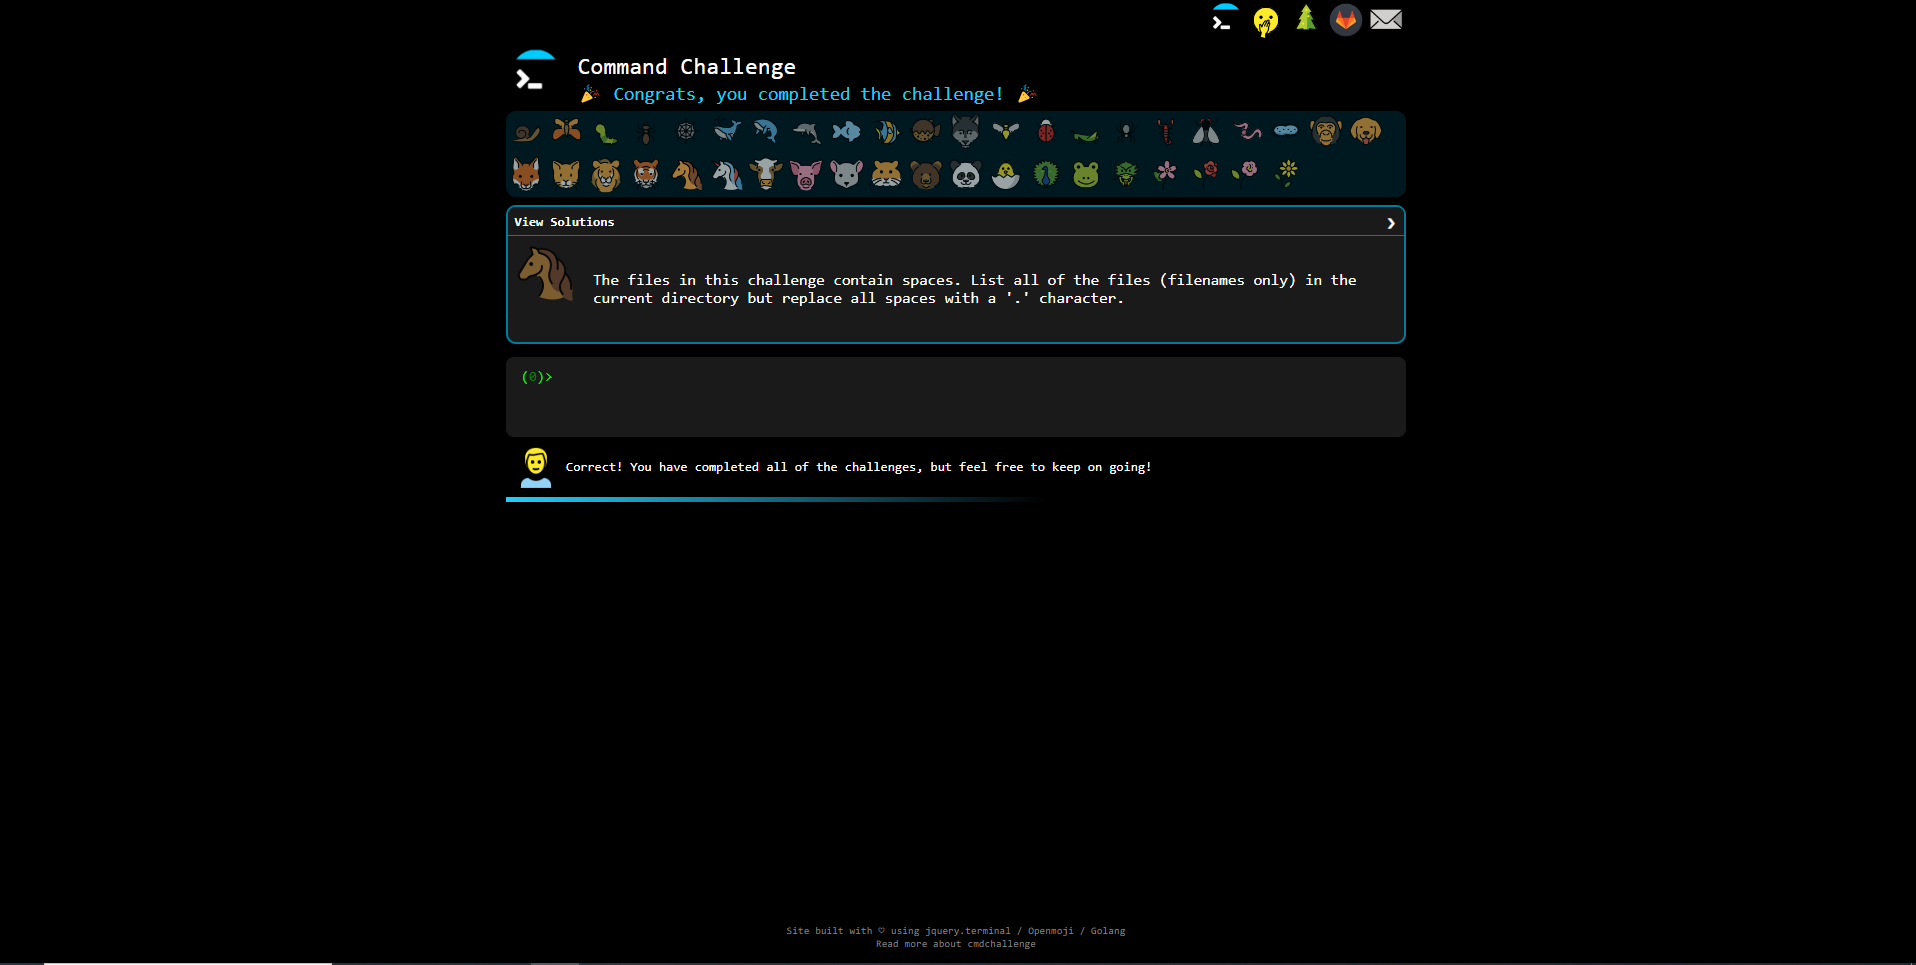 Command Challenge
🎉 Congrats, you completed the challenge! 🎉
View Solutions ❯
The files in this challenge contain spaces. List all of the files (filenames only) in the
current directory but replace all spaces with a '.' character.
(0)>
Correct! You have completed all of the challenges, but feel free to keep on going!
Site built with ♡ using jquery.terminal / Openmoji / Golang
Read more about cmdchallenge